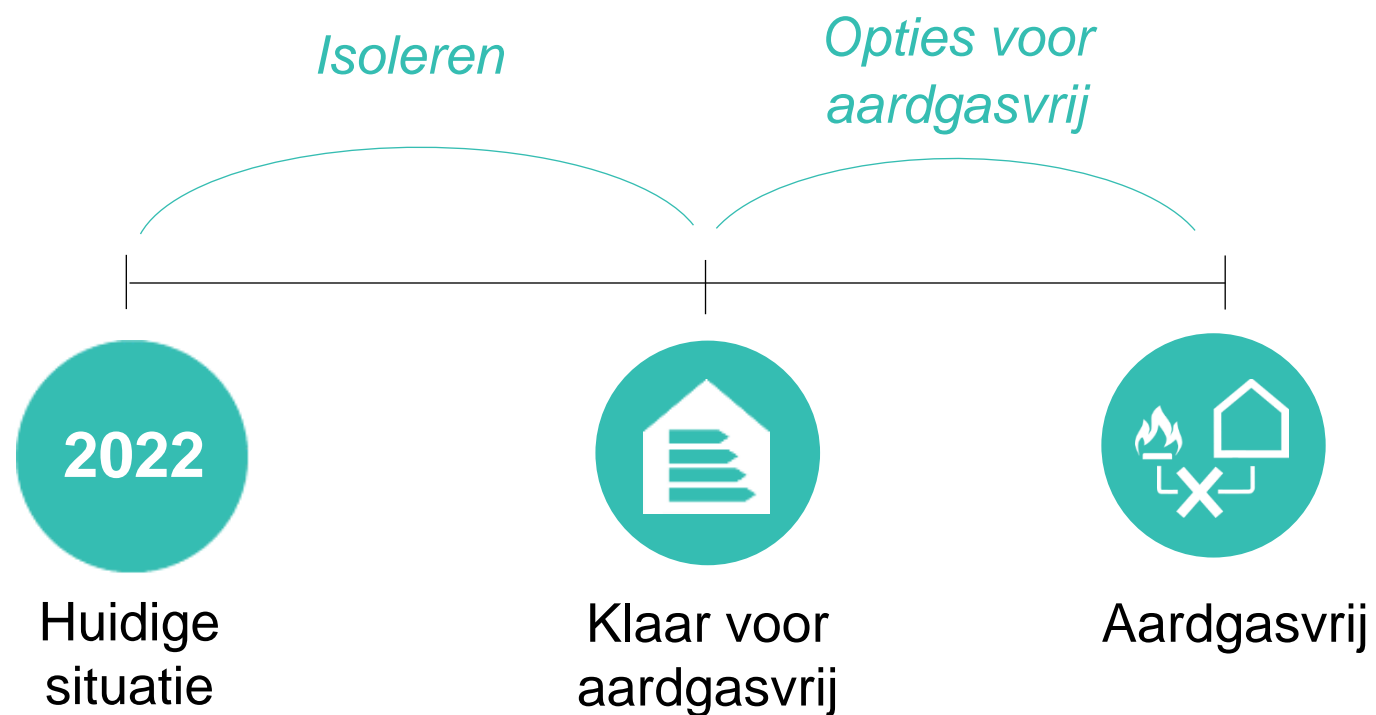 Isoleren
Opties voor
aardgasvrij
2022
Huidige
situatie
Klaar voor
aardgasvrij
Aardgasvrij